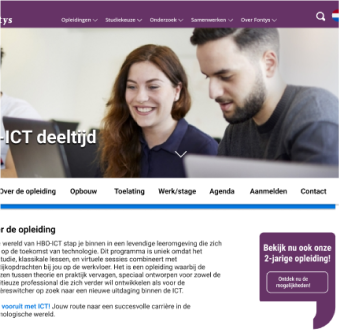 tys
Opleidingen Studiekeuze Onderzoek Samenwerken Over Fontys
-ICT deeltijd
Over de opleiding Opbouw Toelating Werk/stage Agenda Aanmelden Contact
r de opleiding
wereld van HBO-ICT stap je binnen in een levendige leeromgeving die zich
op de toekomst van technologie. Dit programma is uniek omdat het
studie, klassikale lessen, en virtuele sessies combineert met
ijkopdrachten bij jou op de werkvloer. Het is een opleiding waarbij de
en tussen theorie en praktijk vervagen, speciaal ontworpen voor zowel de
itieuze professional die zich verder wil ontwikkelen als voor de
èreswitcher op zoek naar een nieuwe uitdaging binnen de ICT.
vooruit met ICT! Jouw route naar een succesvolle carrière in de
nologische wereld.
Bekijk nu ook onze
2-jarige opleiding!
Ontdek nu de
mogelijkheden!